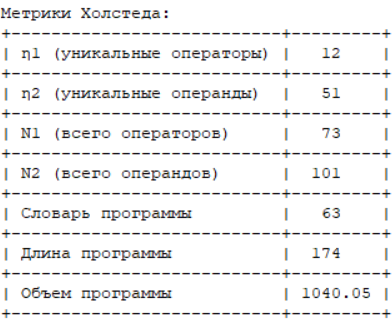 Метрики Холстеда:
+----------------------------+---------+
| η1 (уникальные операторы) | 12
+----------------------------+---------+
| η2 (уникальные операнды) | 51
+----------------------------+---------+
| N1 (всего операторов) | 73
+----------------------------+---------+
| N2 (всего операндов) | 101
+----------------------------+---------+
| Словарь программы | 63
+----------------------------+---------+
| Длина программы | 174 |
+----------------------------+---------+
| Объем программы | 1040.05 |
+----------------------------+---------+